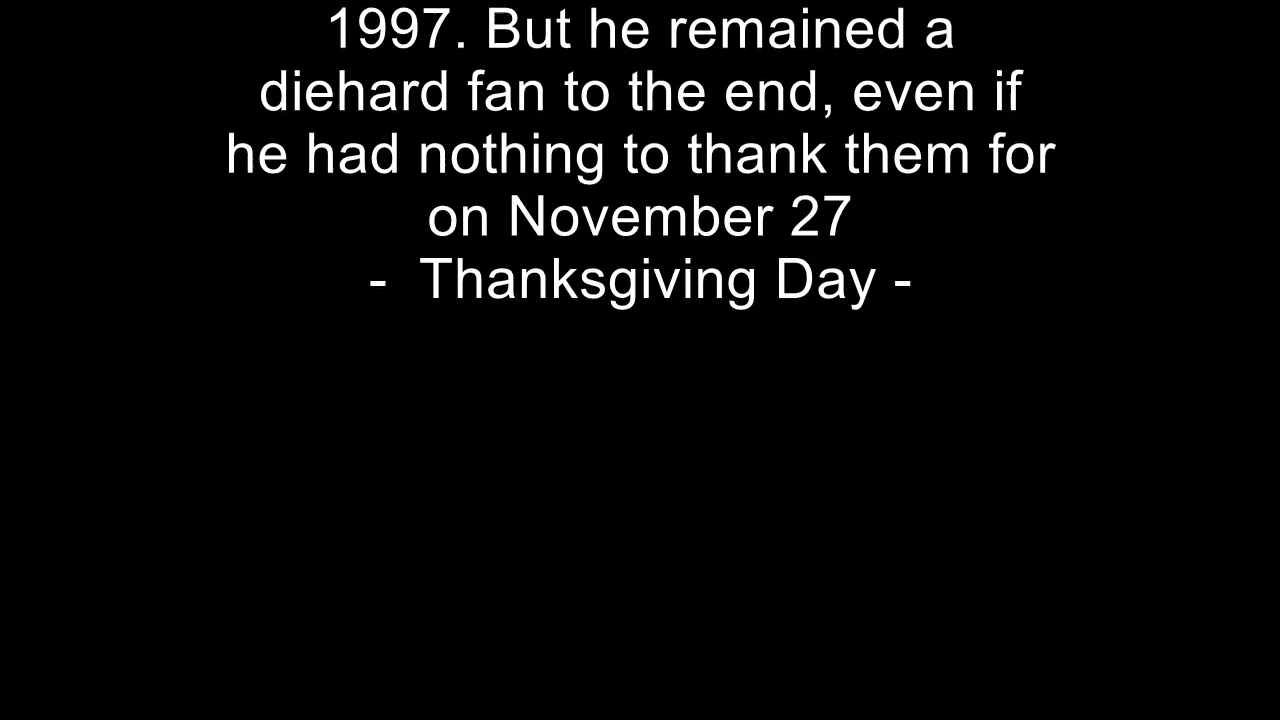 1997. But he remained a
diehard fan to the end, even if
he had nothing to thank them for
on November 27
-  Thanksgiving Day -